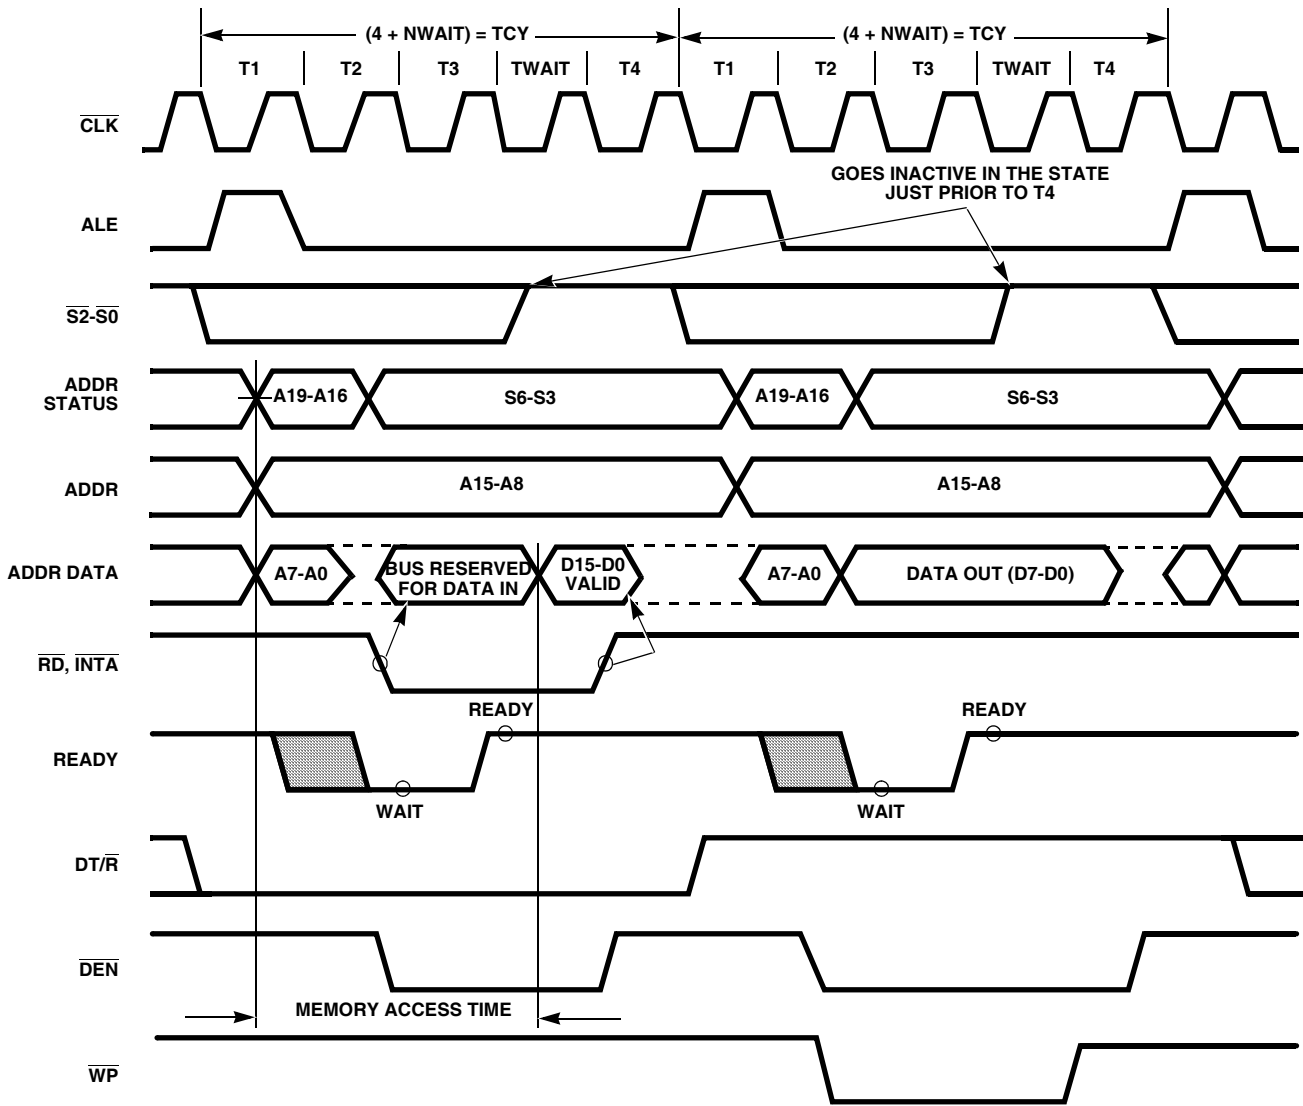 (4 + NWAIT) = TCY (4 + NWAIT) = TCY
T1 T2 T3 TWAIT T4 T1 T2 T3 TWAIT T4
CLK
GOES INACTIVE IN THE STATE
JUST PRIOR TO T4
ALE
S2-S0
ADDR
STATUS
A19-A16 S6-S3 A19-A16 S6-S3
ADDR
A15-A8 A15-A8
ADDR DATA
A7-A0
BUS RESERVED
FOR DATA IN
D15-D0
VALID
A7-A0
DATA OUT (D7-D0)
RD, INTA
READY READY
READY
WAIT WAIT
DT/R
DEN
MEMORY ACCESS TIME
WP